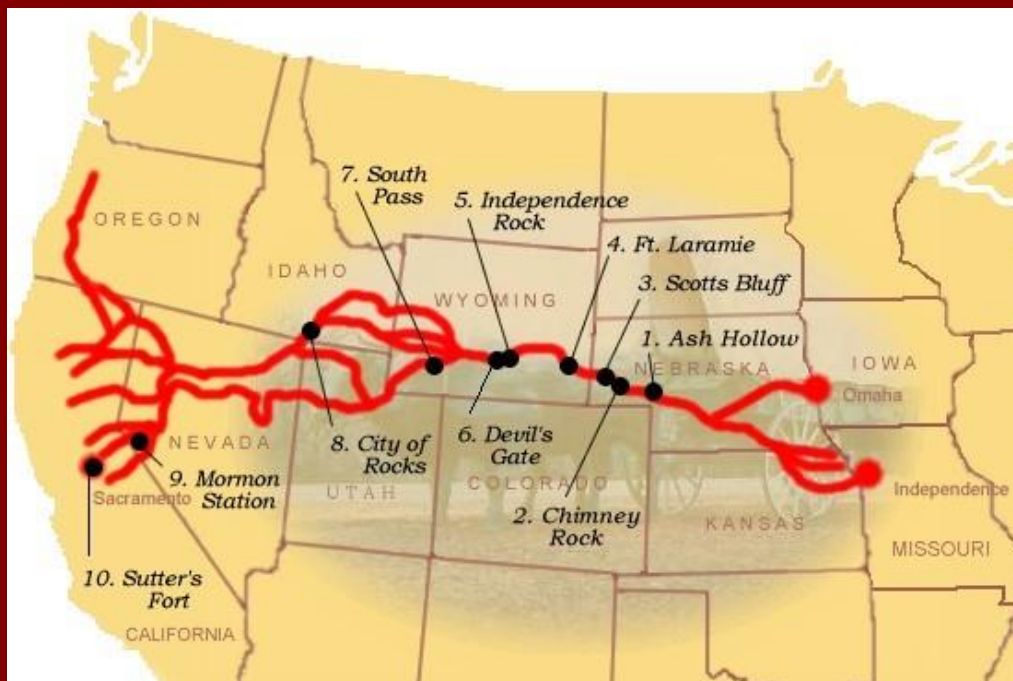 7. South
Pass
5. Independence
Rock
OREGON
4. Ft. Laramie
IDAHO
3. Scotts Bluff
WYOMING
1. Ash Hollow
NEBRASKA
IOWA
Omaha
NEVADA
8. City of
Rocks
6. Devil's
Gate
9. Mormon
Station
Sacramento
UTAH
COLORADO
Independence
2. Chimney
Rock
KANSAS
MISSOURI
10. Sutter's
Fort
CALIFORNIA